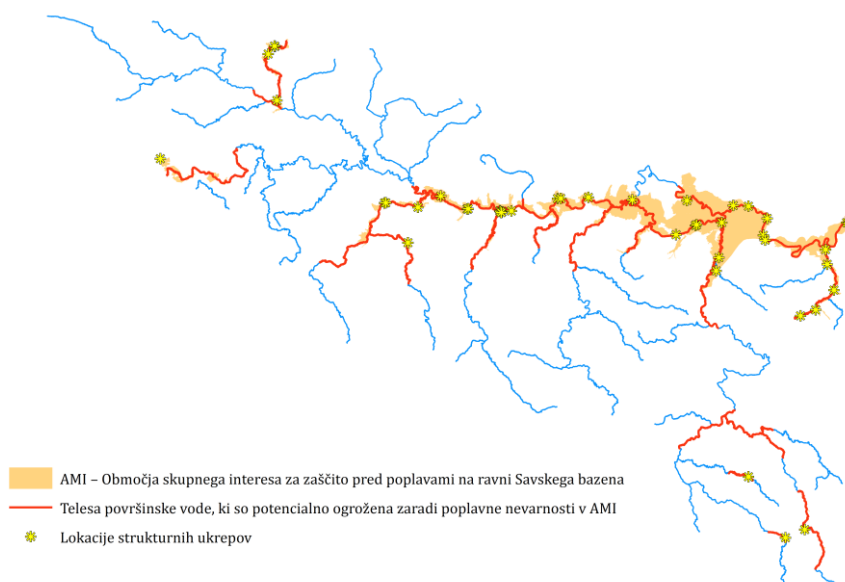 AMI – Območja skupnega interesa za zaščito pred poplavami na ravni Savskega bazena
Telesa površinske vode, ki so potencialno ogrožena zaradi poplavne nevarnosti v AMI
Lokacije strukturnih ukrepov